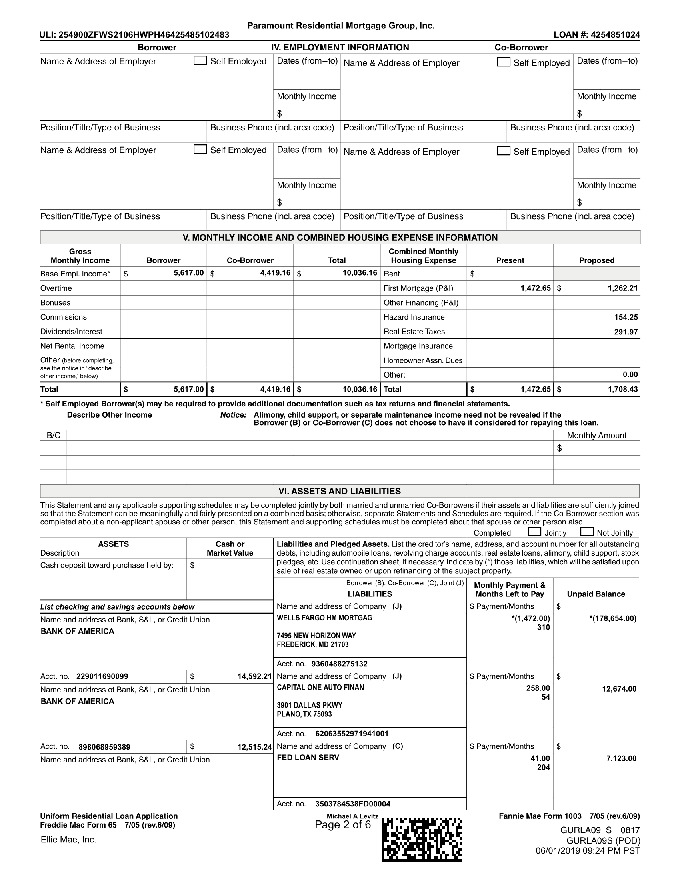 Paramount Residential Mortgage Group, Inc.
ULI: 254900ZFWS2106HWPH46425485102483 LOAN #: 4254851024
Borrower IV. EMPLOYMENT INFORMATION Co-Borrower
Name & Address of Employer Self Employed Dates (from–to) Name & Address of Employer Self Employed Dates (from–to)
Monthly Income Monthly Income
$ $
Position/Title/Type of Business Business Phone (incl. area code) Position/Title/Type of Business Business Phone (incl. area code)
Name & Address of Employer Self Employed Dates (from–to) Name & Address of Employer Self Employed Dates (from–to)
Monthly Income Monthly Income
$ $
Position/Title/Type of Business Business Phone (incl. area code) Position/Title/Type of Business Business Phone (incl. area code)
V. MONTHLY INCOME AND COMBINED HOUSING EXPENSE INFORMATION
Gross Combined Monthly
Monthly Income Borrower Co-Borrower Total Housing Expense Present Proposed
Base Empl. Income* $ 5,617.00 $ 4,419.16 $ 10,036.16 Rent $
Overtime First Mortgage (P&I) 1,472.65 $ 1,262.21
Bonuses Other Financing (P&I)
Commissions Hazard Insurance 154.25
Dividends/Interest Real Estate Taxes 291.97
Net Rental Income Mortgage Insurance
Other (before completing, Homeowner Assn. Dues
see the notice in "describe
other income," below) Other: 0.00
Total $ 5,617.00 $ 4,419.16 $ 10,036.16 Total $ 1,472.65 $ 1,708.43
* Self Employed Borrower(s) may be required to provide additional documentation such as tax returns and financial statements.
Describe Other Income Notice: Alimony, child support, or separate maintenance income need not be revealed if the
Borrower (B) or Co-Borrower (C) does not choose to have it considered for repaying this loan.
B/C Monthly Amount
$
VI. ASSETS AND LIABILITIES
This Statement and any applicable supporting schedules may be completed jointly by both married and unmarried Co-Borrowers if their assets and liabilities are sufficiently joined
so that the Statement can be meaningfully and fairly presented on a combined basis; otherwise, separate Statements and Schedules are required. If the Co-Borrower section was
completed about a non-applicant spouse or other person, this Statement and supporting schedules must be completed about that spouse or other person also.
Completed Jointly Not Jointly
ASSETS Cash or Liabilities and Pledged Assets. List the creditor's name, address, and account number for all outstanding
Description Market Value debts, including automobile loans, revolving charge accounts, real estate loans, alimony, child support, stock
Cash deposit toward purchase held by: $ pledges, etc. Use continuation sheet, if necessary. Indicate by (*) those liabilities, which will be satisfied upon
sale of real estate owned or upon refinancing of the subject property.
Borrower (B), Co-Borrower (C), Joint (J) Monthly Payment &
LIABILITIES Months Left to Pay Unpaid Balance
List checking and savings accounts below Name and address of Company (J) $ Payment/Months $
Name and address of Bank, S&L, or Credit Union WELLS FARGO HM MORTGAG *(1,472.00) *(178,654.00)
BANK OF AMERICA 310
7495 NEW HORIZON WAY
FREDERICK, MD 21703
Acct. no. 9360488275132
Acct. no. 229011690099 $ 14,592.21 Name and address of Company (J) $ Payment/Months $
Name and address of Bank, S&L, or Credit Union CAPITAL ONE AUTO FINAN 258.00 12,674.00
BANK OF AMERICA 54
3901 DALLAS PKWY
PLANO, TX 75093
Acct. no. 62063552971941001
Acct. no. 898068959389 $ 12,515.24 Name and address of Company (C) $ Payment/Months $
Name and address of Bank, S&L, or Credit Union FED LOAN SERV 41.00 7,123.00
204
Acct. no. 3503784538FD00004
Uniform Residential Loan Application Michael A Levitz Fannie Mae Form 1003 7/05 (rev.6/09)
Freddie Mac Form 65 7/05 (rev.6/09) Page 2 of 6
GURLA09_S 0817
Ellie Mae, Inc. GURLA09S (POD)
06/01/2019 09:24 PM PST